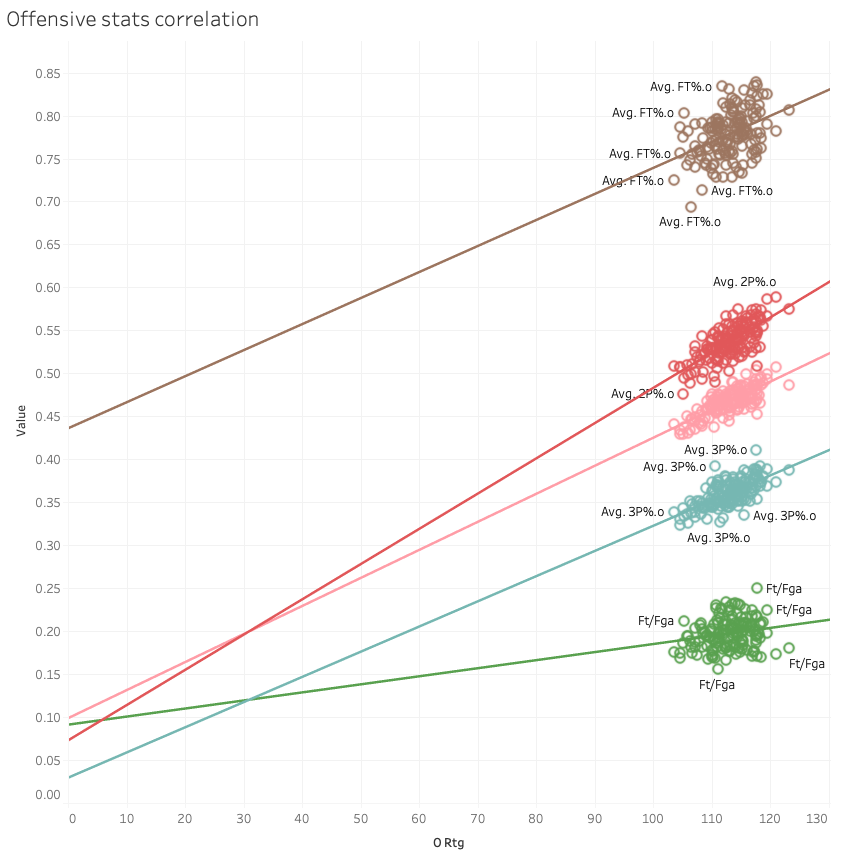 Offensive stats correlation
0.85
Avg. FT%.o
0.80
Avg. FT%.o
0.75
Avg. FT%.o
Avg. FT%.o
Avg. FT%.o
0.70
Avg. FT%.o
0.65
0.60
Avg. 2P%.o
0.55
0.50
Avg. 2P%.o
0.45
Avg. 3P%.o
Avg. 3P%.o
0.40
0.35
Avg. 3P%.o
Avg. 3P%.o
Avg. 3P%.o
0.30
0.25
Ft/Fga
Ft/Fga
Ft/Fga
0.20
Ft/Fga
0.15
Ft/Fga
0.10
0.05
0.00
Value
0 10 20 30 40 50 60 70 80 90 100 110 120 130
O Rtg